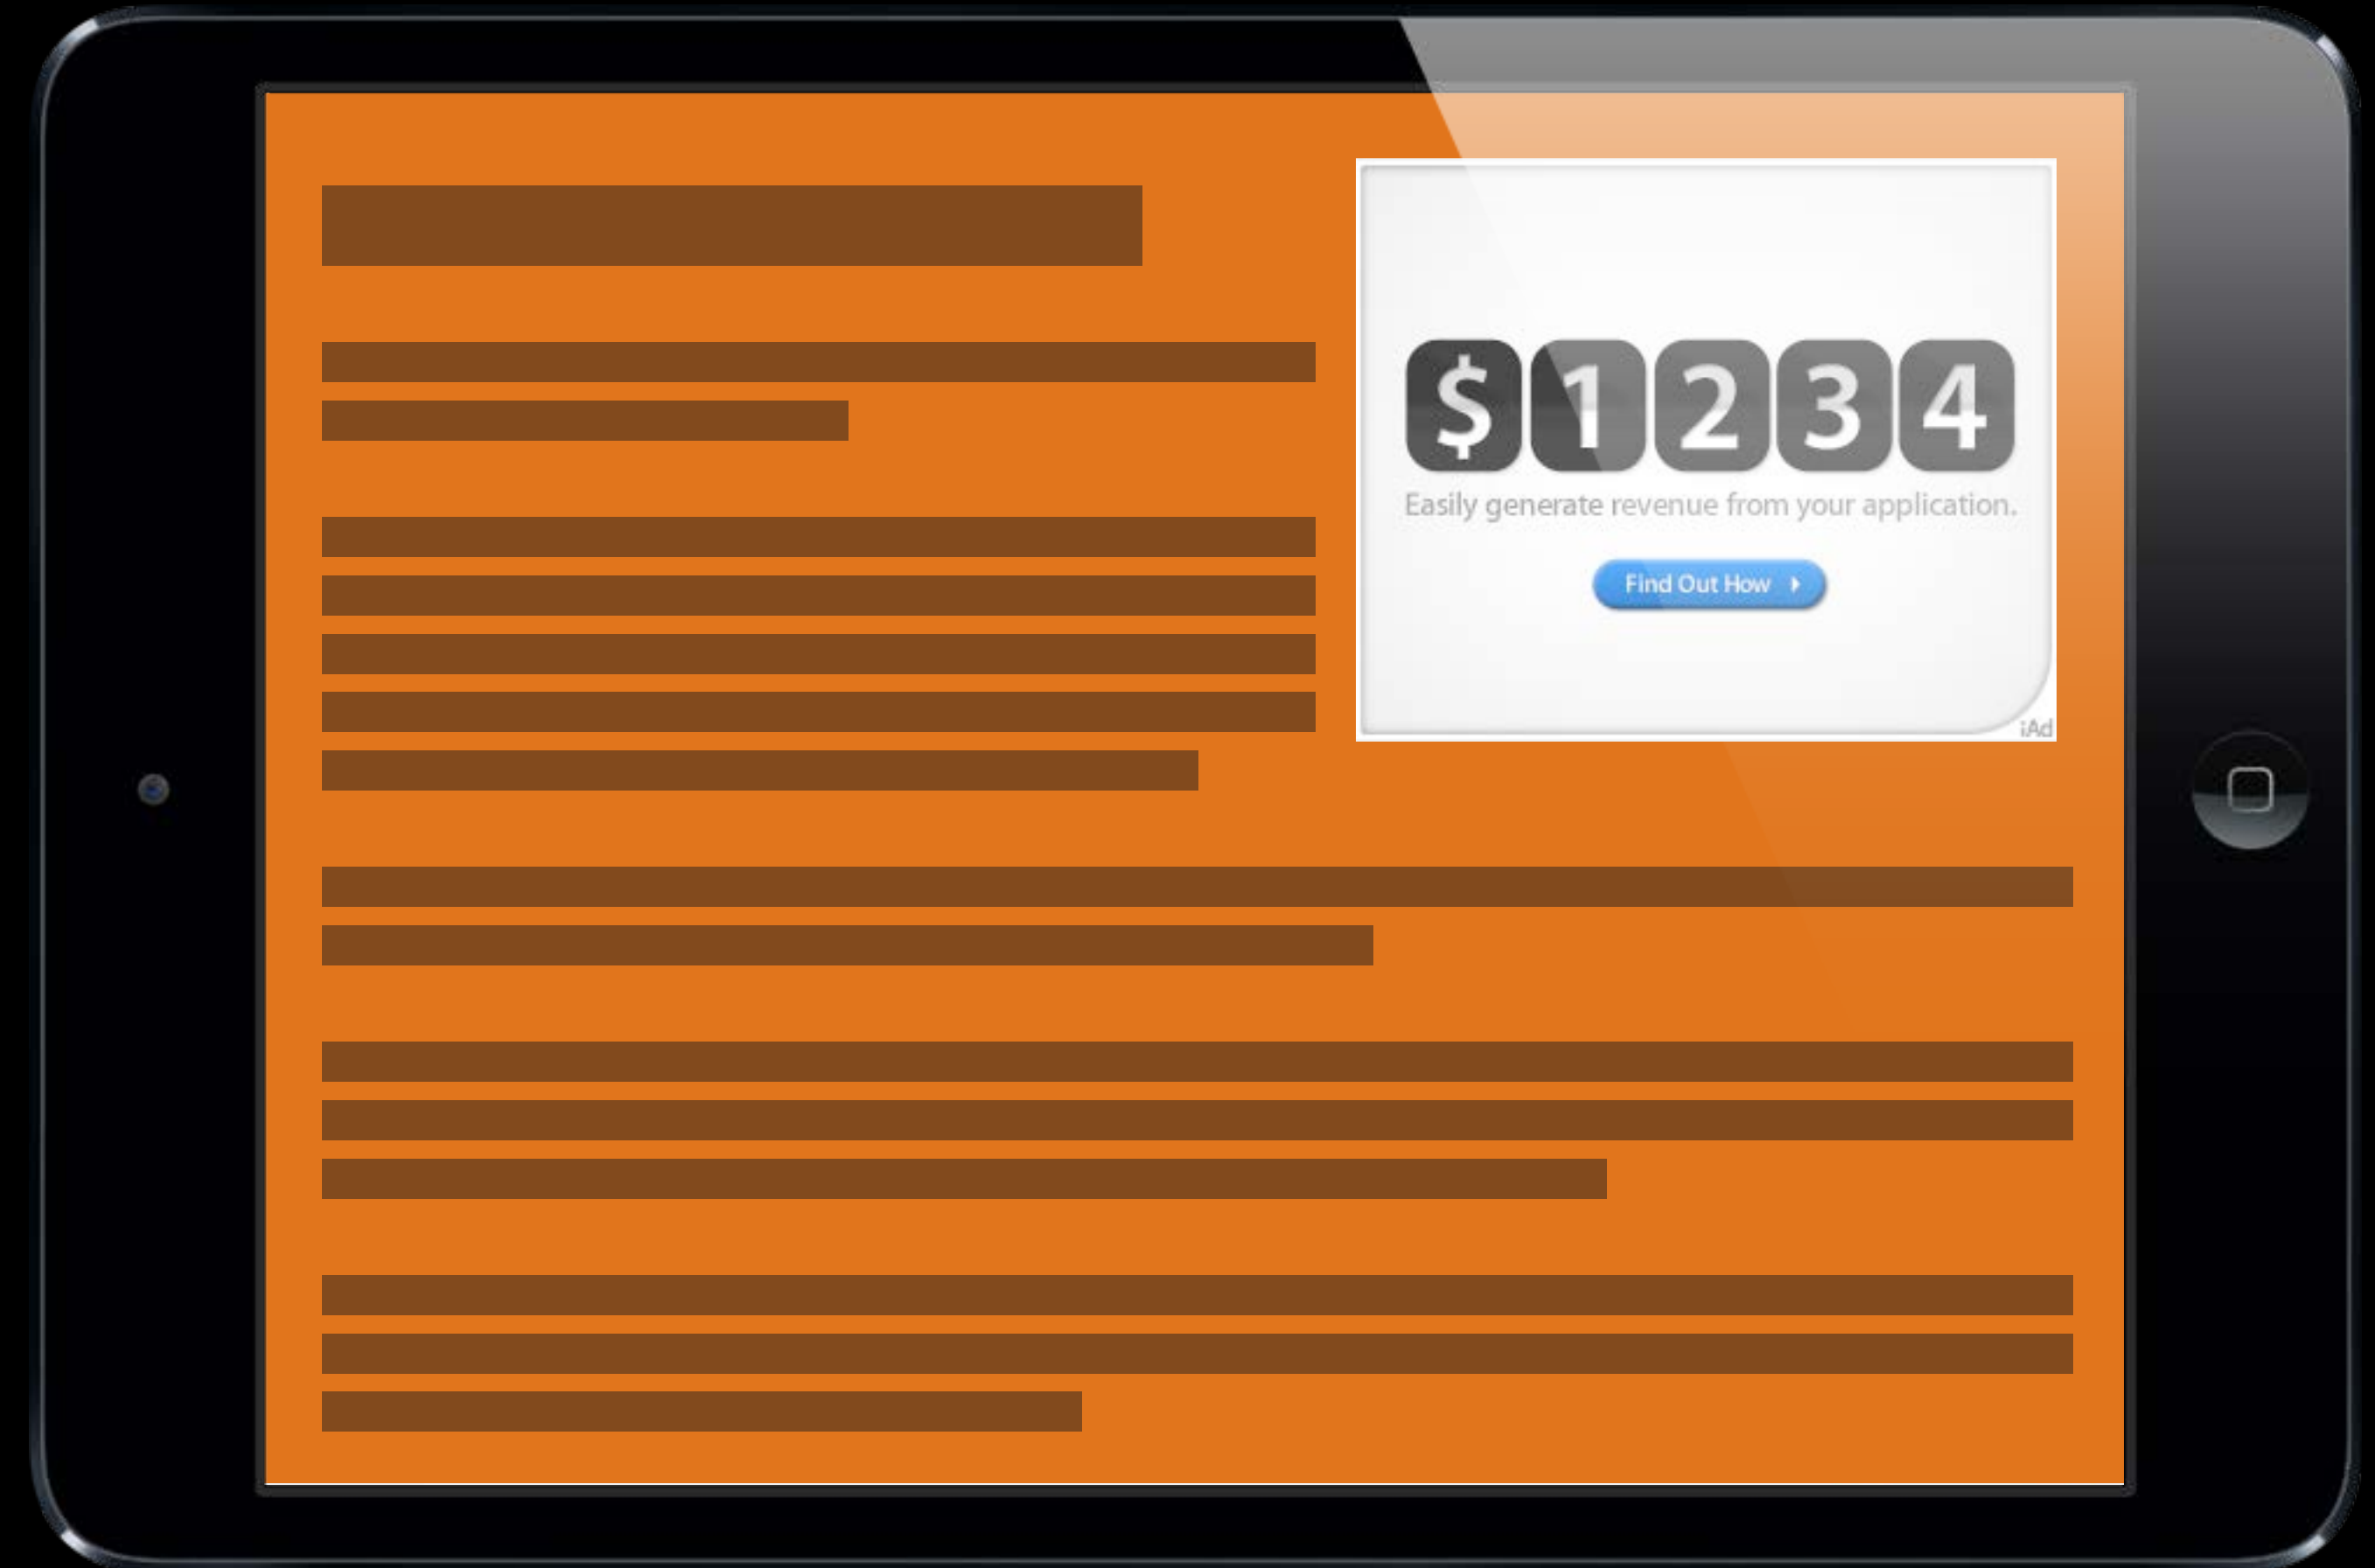 $1234
Easily generate revenue from your application.
Find Out How
iAd